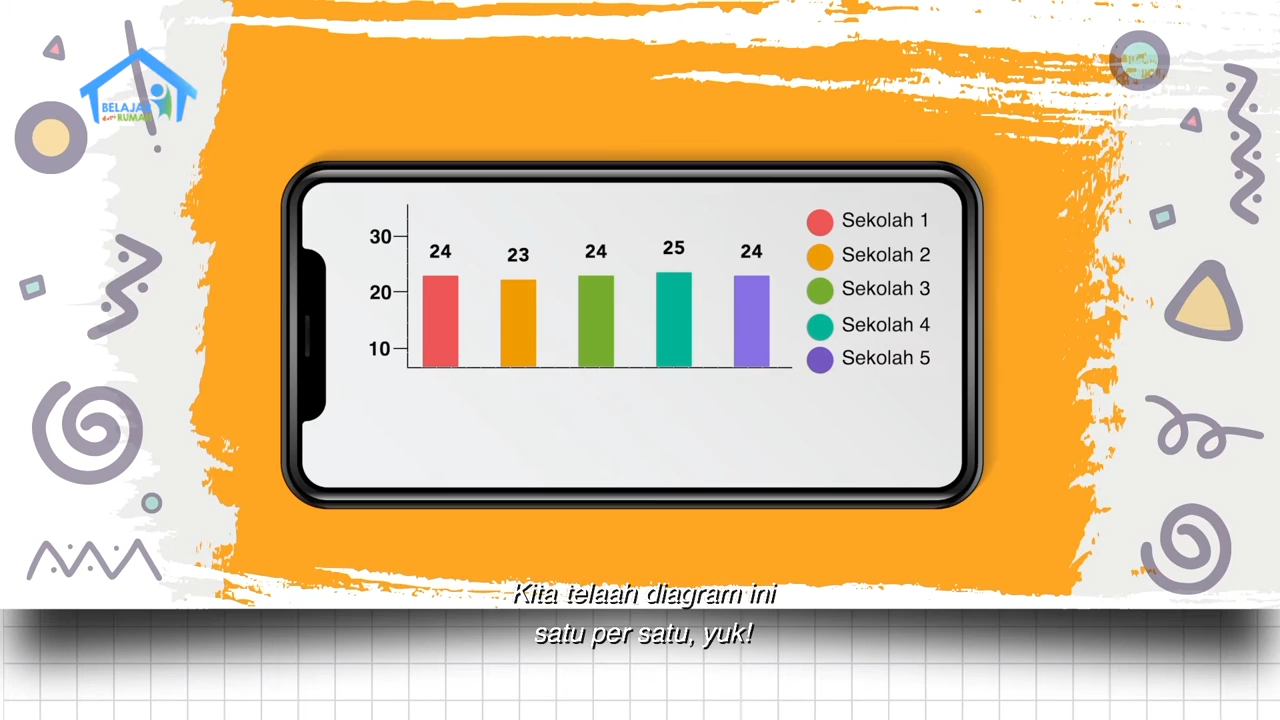 BELAJAR
dari RUMAH
30
20
10
24
23
24
25
24
Sekolah 1
Sekolah 2
Sekolah 3
Sekolah 4
Sekolah 5
Kita telaah diagram ini
satu per satu, yuk!